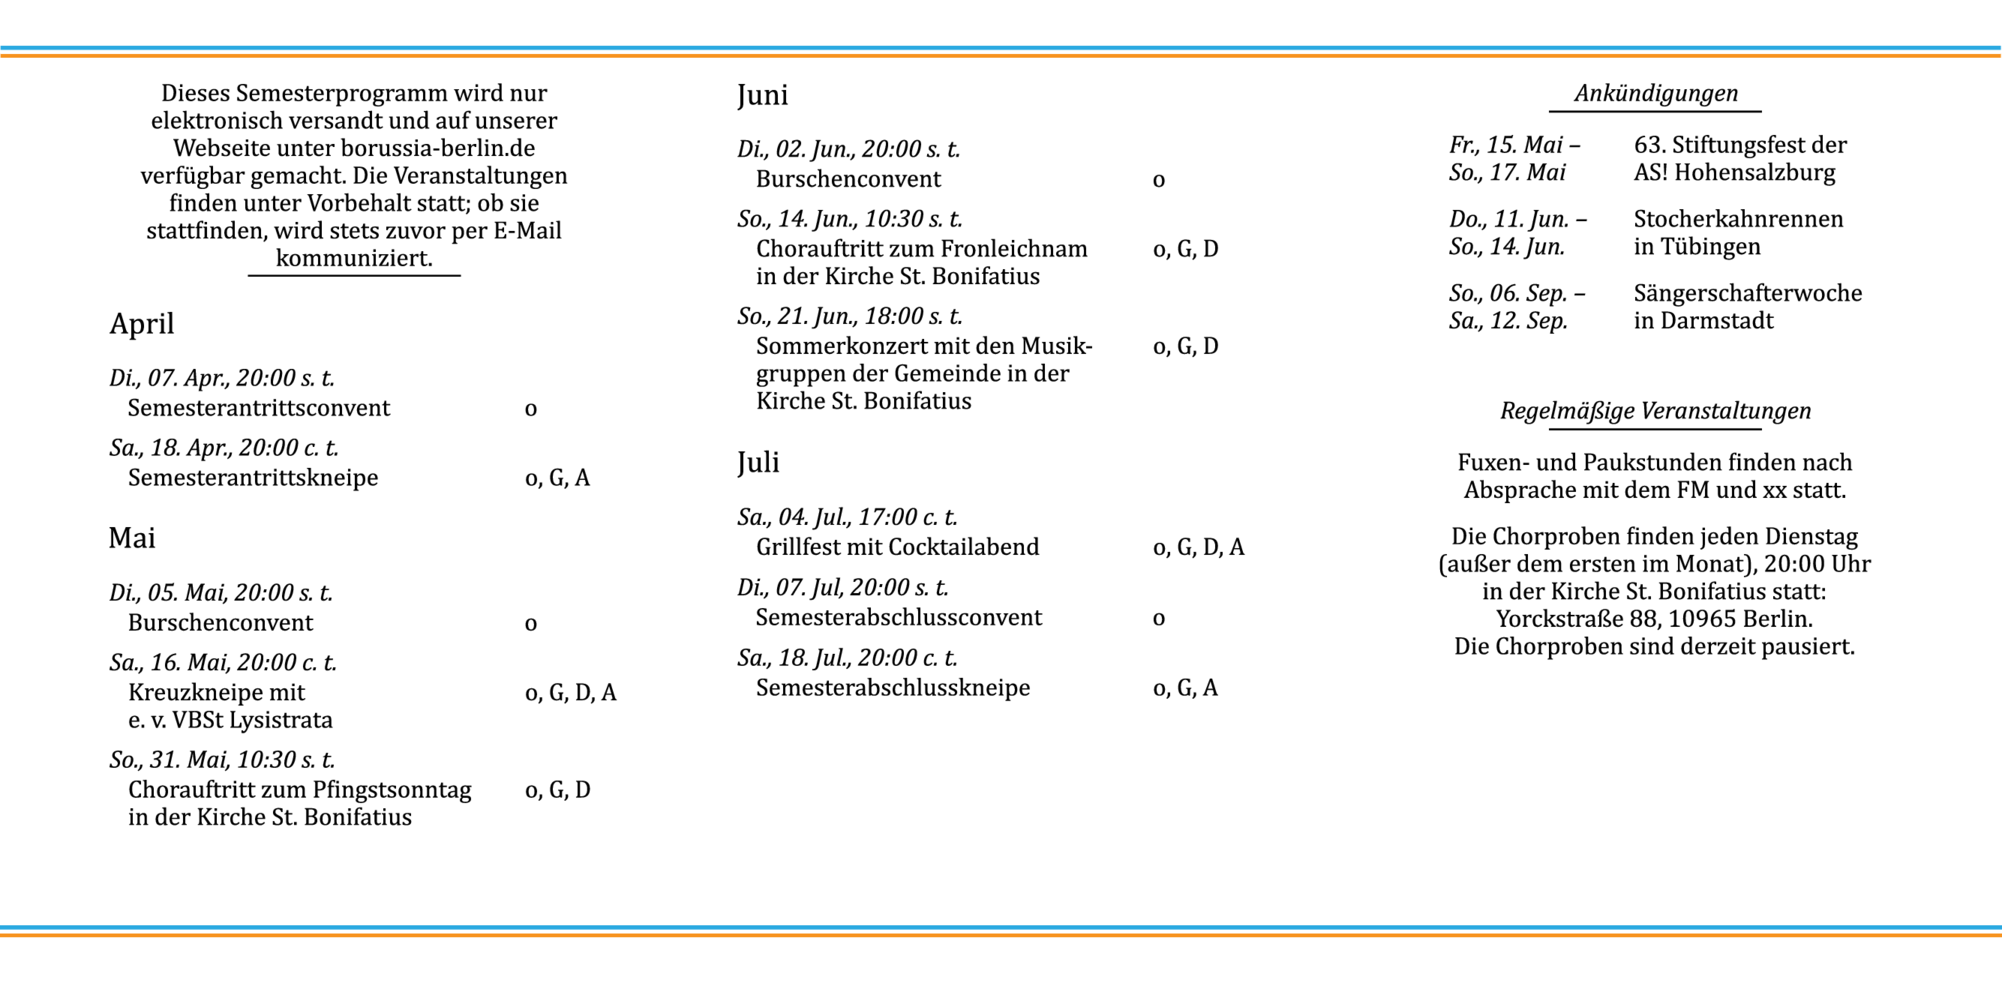 Dieses Semesterprogramm wird nur
elektronisch versandt und auf unserer
Webseite unter borussia-berlin.de
verfügbar gemacht. Die Veranstaltungen
finden unter Vorbehalt statt; ob sie
stattfinden, wird stets zuvor per E-Mail
kommuniziert.
April
Di., 07. Apr., 20:00 s. t.
Semesterantrittsconvent o
Sa., 18. Apr., 20:00 c. t.
Semesterantrittskneipe o, G, A
Mai
Di., 05. Mai, 20:00 s. t.
Burschenconvent o
Sa., 16. Mai, 20:00 c. t.
Kreuzkneipe mit o, G, D, A
e. v. VBSt Lysistrata
So., 31. Mai, 10:30 s. t.
Chorauftritt zum Pfingstsonntag o, G, D
in der Kirche St. Bonifatius
Juni
Di., 02. Jun., 20:00 s. t.
Burschenconvent o
So., 14. Jun., 10:30 s. t.
Chorauftritt zum Fronleichnam o, G, D
in der Kirche St. Bonifatius
So., 21. Jun., 18:00 s. t.
Sommerkonzert mit den Musik- o, G, D
gruppen der Gemeinde in der
Kirche St. Bonifatius
Juli
Sa., 04. Jul., 17:00 c. t.
Grillfest mit Cocktailabend o, G, D, A
Di., 07. Jul, 20:00 s. t.
Semesterabschlussconvent o
Sa., 18. Jul., 20:00 c. t.
Semesterabschlusskneipe o, G, A
Ankündigungen
Fr., 15. Mai – 63. Stiftungsfest der
So., 17. Mai AS! Hohensalzburg
Do., 11. Jun. – Stocherkahnrennen
So., 14. Jun. in Tübingen
So., 06. Sep. – Sängerschafterwoche
Sa., 12. Sep. in Darmstadt
Regelmäßige Veranstaltungen
Fuxen- und Paukstunden finden nach
Absprache mit dem FM und xx statt.
Die Chorproben finden jeden Dienstag
(außer dem ersten im Monat), 20:00 Uhr
in der Kirche St. Bonifatius statt:
Yorckstraße 88, 10965 Berlin.
Die Chorproben sind derzeit pausiert.